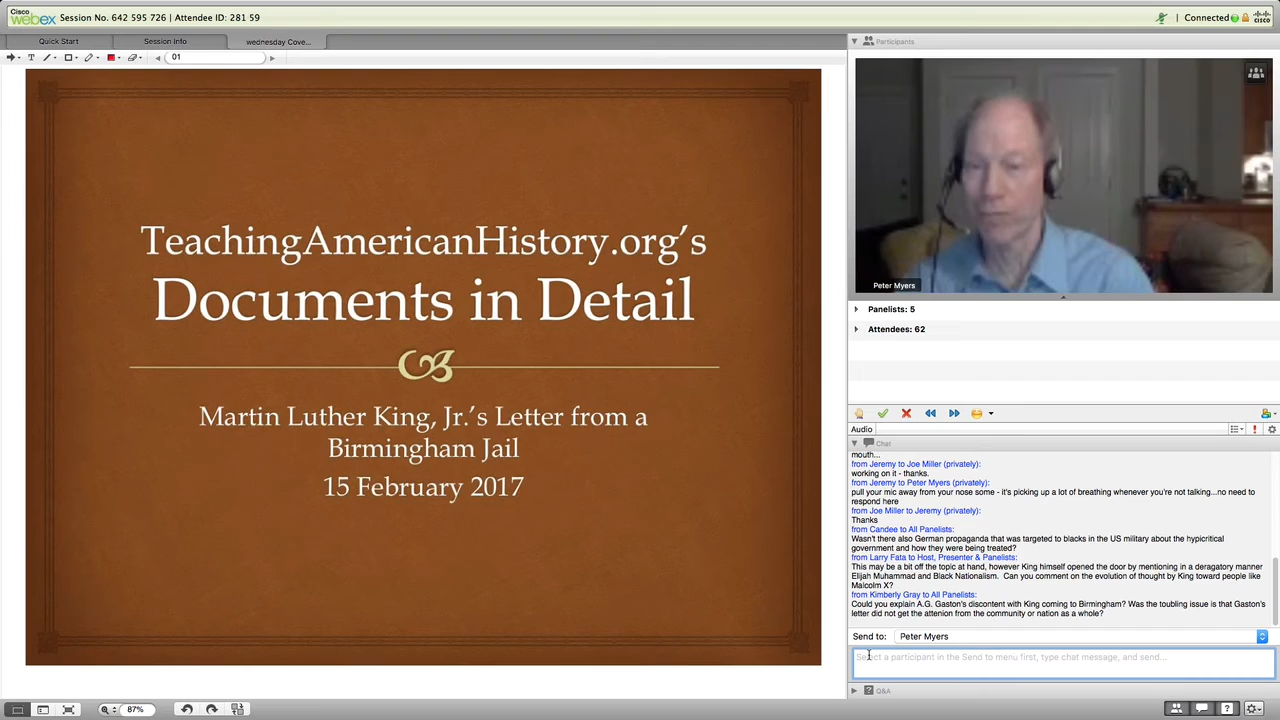 Cisco
webex
Session No. 642 595 726 | Attendee ID: 281 59
Connected
CISCO
Quick Start
Session Info
wednesday Cove...
T
01
TeachingAmericanHistory.org's
Documents in Detail
Martin Luther King, Jr.'s Letter from a
Birmingham Jail
15 February 2017
87%
Participants
Peter Myers
Panelists: 5
Attendees: 62
Audio
Chat
mouth...
from Jeremy to Joe Miller (privately):
working on it - thanks.
from Jeremy to Peter Myers (privately):
pull your mic away from your nose some - it's picking up a lot of breathing whenever you're not talking...no need to
respond here
from Joe Miller to Jeremy (privately):
Thanks
from Candee to All Panelists:
Wasn't there also German propaganda that was targeted to blacks in the US military about the hypicritical
government and how they were being treated?
from Larry Fata to Host, Presenter & Panelists:
This may be a bit off the topic at hand, however King himself opened the door by mentioning in a deragatory manner
Elijah Muhammad and Black Nationalism. Can you comment on the evolution of thought by King toward people like
Malcolm X?
from Kimberly Gray to All Panelists:
Could you explain A.G. Gaston's discontent with King coming to Birmingham? Was the toubling issue is that Gaston's
letter did not get the attenion from the community or nation as a whole?
Send to: Peter Myers
Select a participant in the Send to menu first, type chat message, and send...
? Q&A
?